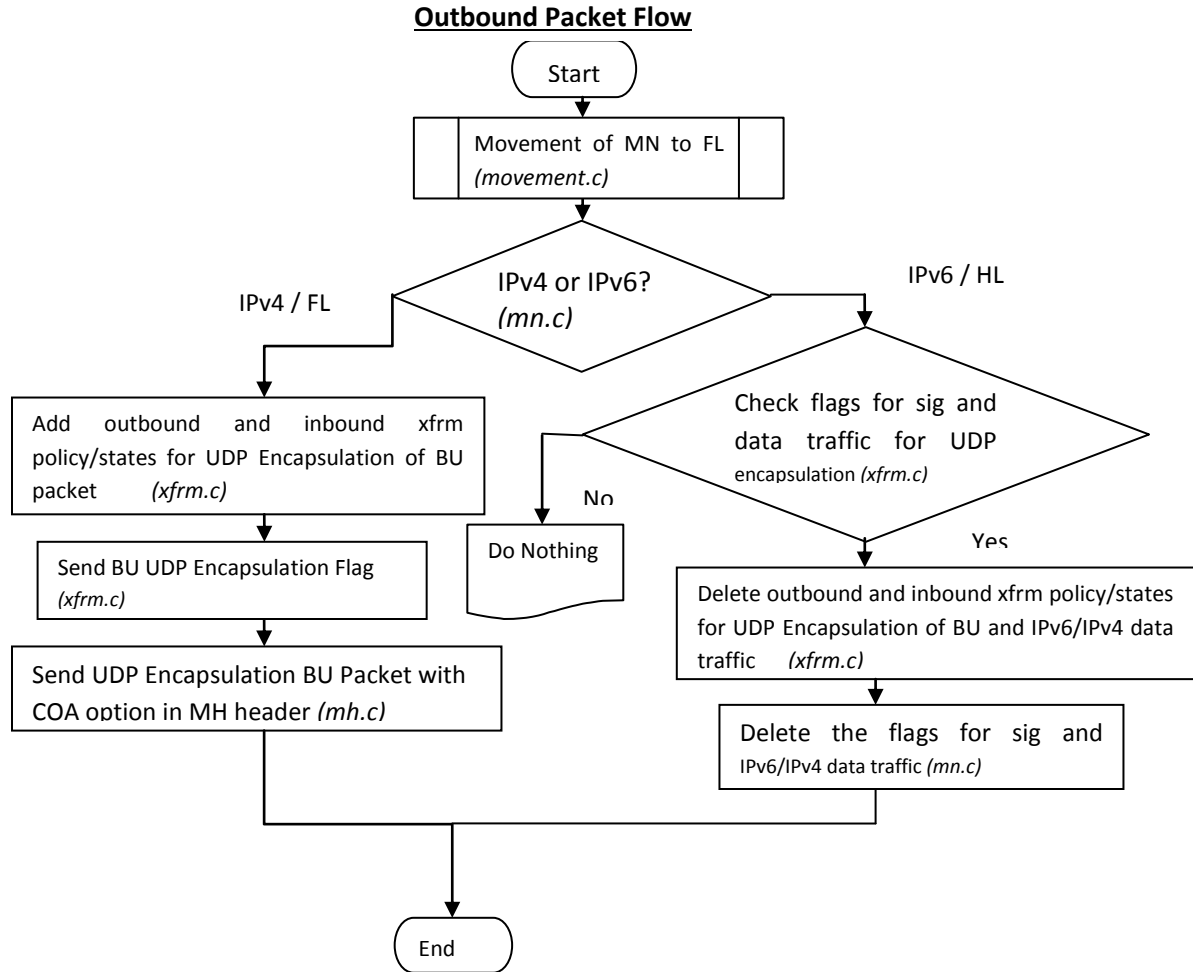 Outbound Packet Flow
Start
Movement of MN to FL
(movement.c)
IPv4 or IPv6?
(mn.c)
IPv4 / FL
IPv6 / HL
Add outbound and inbound xfrm
policy/states for UDP Encapsulation of BU
packet (xfrm.c)
Send BU UDP Encapsulation Flag
(xfrm.c)
Send UDP Encapsulation BU Packet with
COA option in MH header (mh.c)
Check flags for sig and
data traffic for UDP
encapsulation (xfrm.c)
No
Do Nothing
Yes
Delete outbound and inbound xfrm policy/states
for UDP Encapsulation of BU and IPv6/IPv4 data
traffic (xfrm.c)
Delete the flags for sig and
IPv6/IPv4 data traffic (mn.c)
End